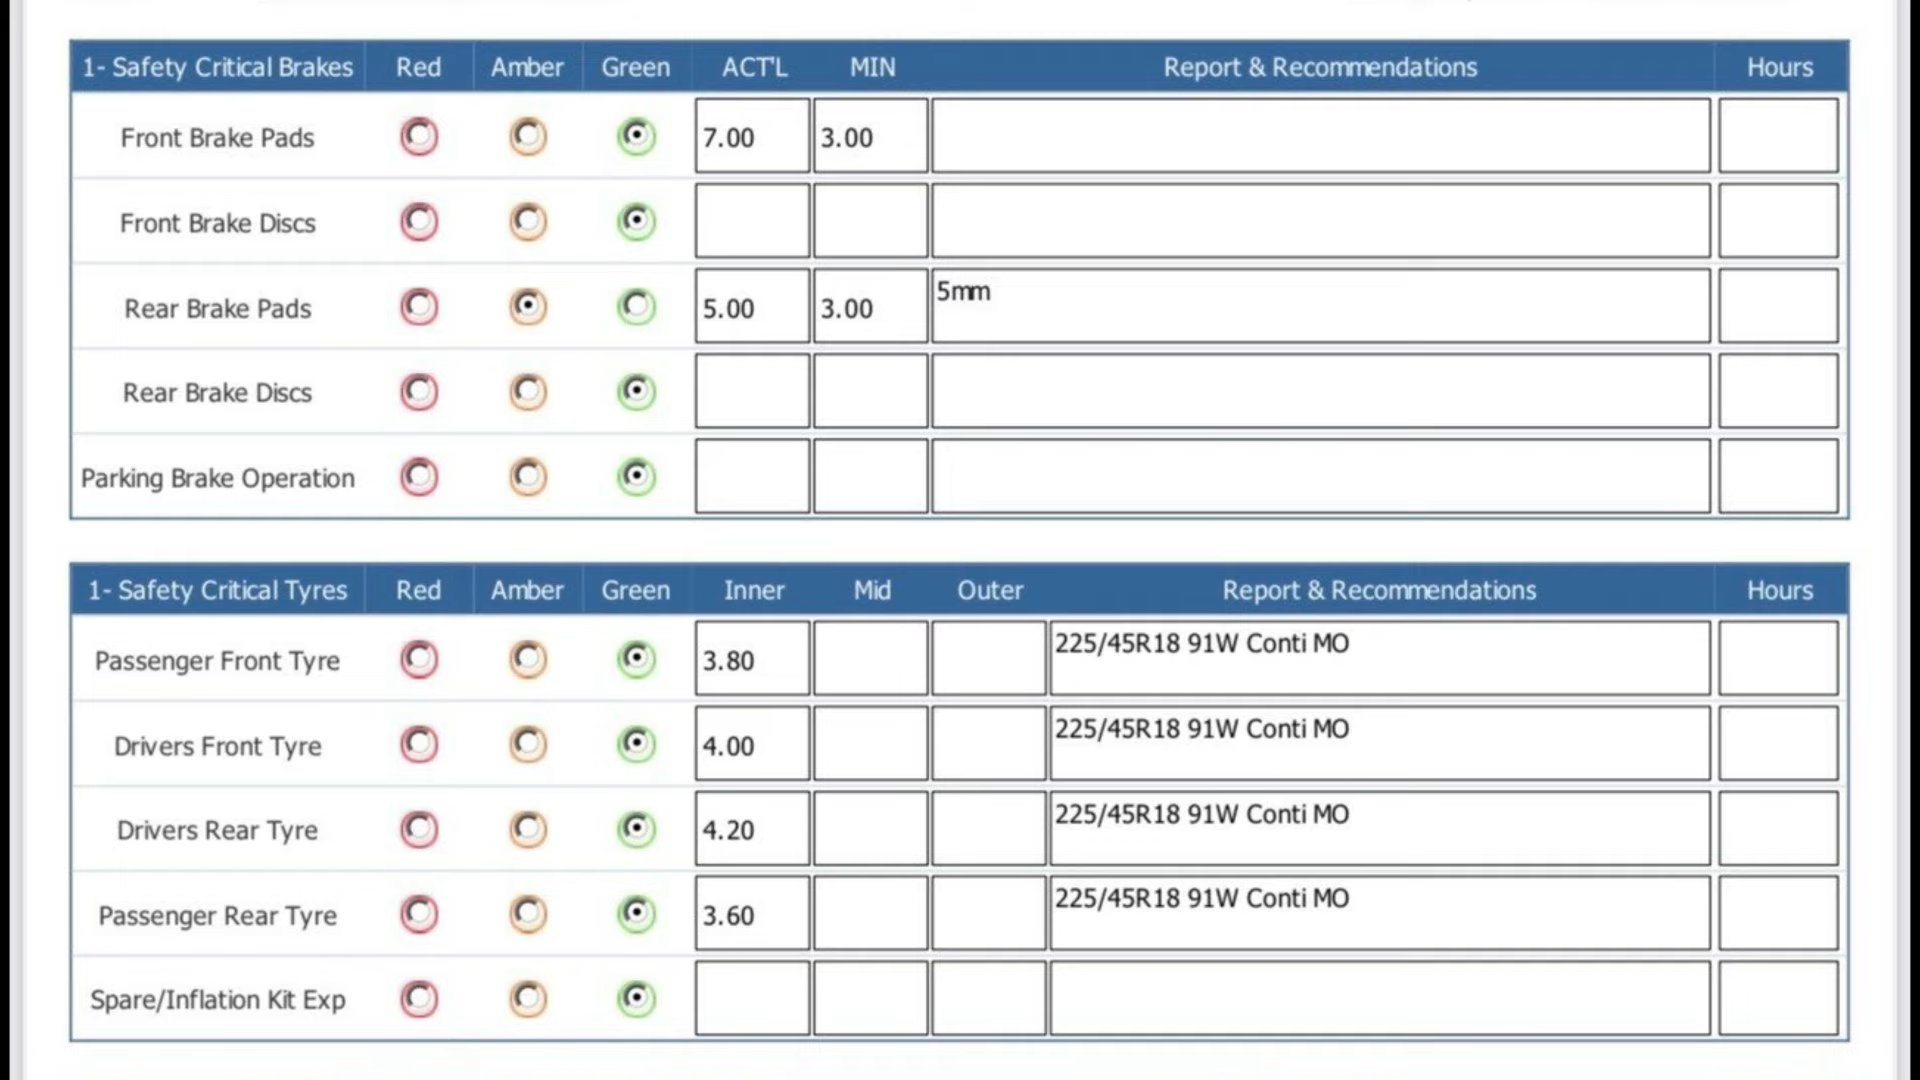 1- Safety Critical Brakes Red Amber Green ACT'L MIN Report & Recommendations Hours
Front Brake Pads 7.00 3.00
Front Brake Discs
Rear Brake Pads 5.00 3.00 5mm
Rear Brake Discs
Parking Brake Operation
1- Safety Critical Tyres Red Amber Green Inner Mid Outer Report & Recommendations Hours
Passenger Front Tyre 3.80 225/45R18 91W Conti MO
Drivers Front Tyre 4.00 225/45R18 91W Conti MO
Drivers Rear Tyre 4.20 225/45R18 91W Conti MO
Passenger Rear Tyre 3.60 225/45R18 91W Conti MO
Spare/Inflation Kit Exp